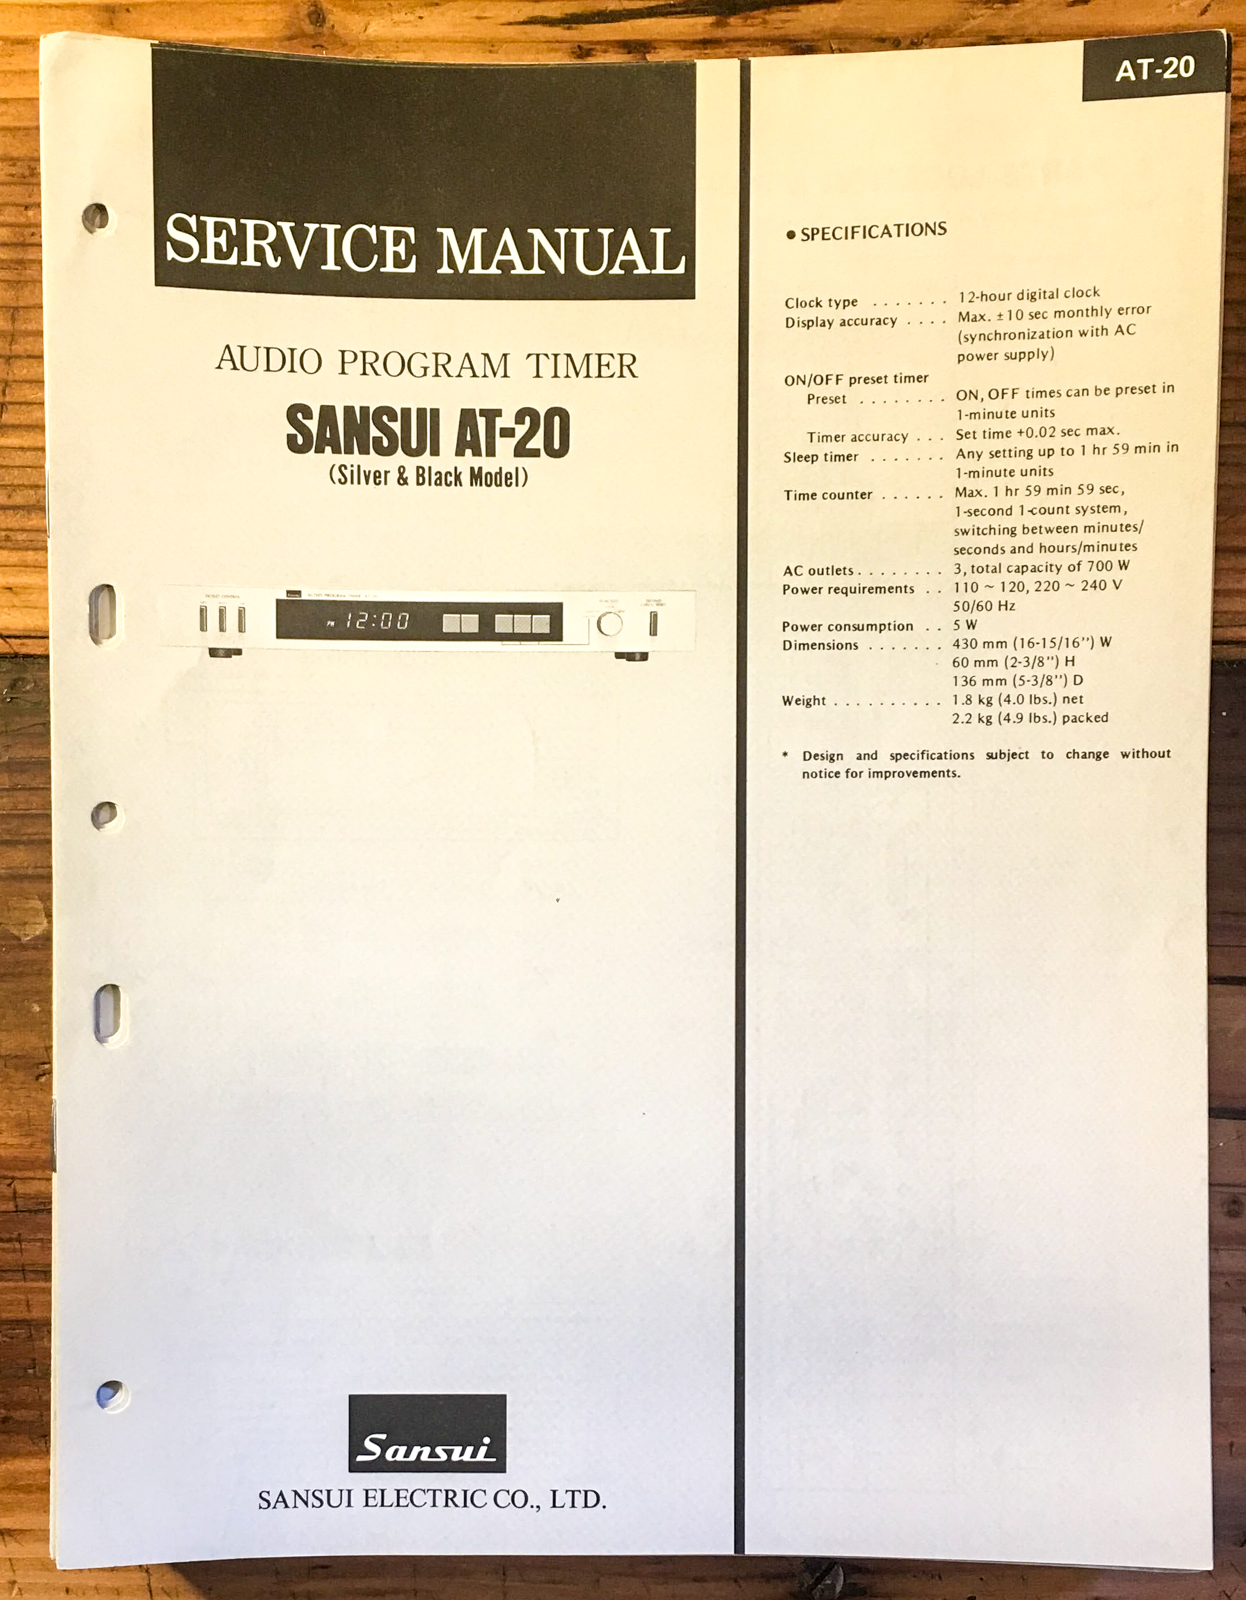 SERVICE MANUAL
AUDIO PROGRAM TIMER
SANSUI AT-20
(Silver & Black Model)
PM 12:00
Sansui
SANSUI ELECTRIC CO., LTD.
AT-20
● SPECIFICATIONS
Clock type . . . . . . . 12-hour digital clock
Display accuracy . . . . Max. ±10 sec monthly error
(synchronization with AC
power supply)
ON/OFF preset timer
Preset . . . . . . . . ON, OFF times can be preset in
1-minute units
Timer accuracy . . . Set time +0.02 sec max.
Sleep timer . . . . . . . Any setting up to 1 hr 59 min in
1-minute units
Time counter . . . . . . Max. 1 hr 59 min 59 sec,
1-second 1-count system,
switching between minutes/
seconds and hours/minutes
AC outlets . . . . . . . . 3, total capacity of 700 W
Power requirements . . 110 ~ 120, 220 ~ 240 V
50/60 Hz
Power consumption . . 5 W
Dimensions . . . . . . . 430 mm (16-15/16") W
60 mm (2-3/8") H
136 mm (5-3/8") D
Weight . . . . . . . . . . 1.8 kg (4.0 lbs.) net
2.2 kg (4.9 lbs.) packed
* Design and specifications subject to change without
notice for improvements.